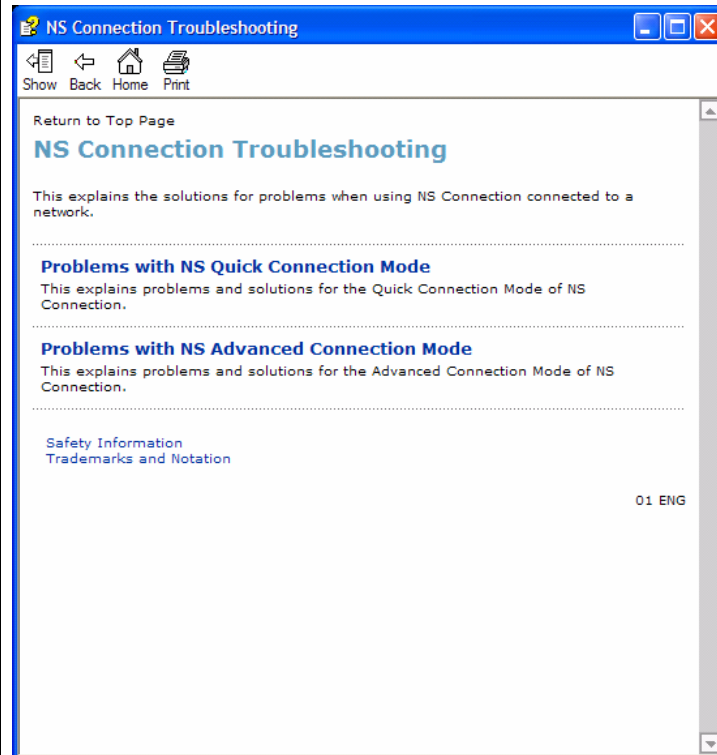 NS Connection Troubleshooting
Show Back Home Print
Return to Top Page
NS Connection Troubleshooting
This explains the solutions for problems when using NS Connection connected to a
network.
Problems with NS Quick Connection Mode
This explains problems and solutions for the Quick Connection Mode of NS
Connection.
Problems with NS Advanced Connection Mode
This explains problems and solutions for the Advanced Connection Mode of NS
Connection.
Safety Information
Trademarks and Notation
01 ENG